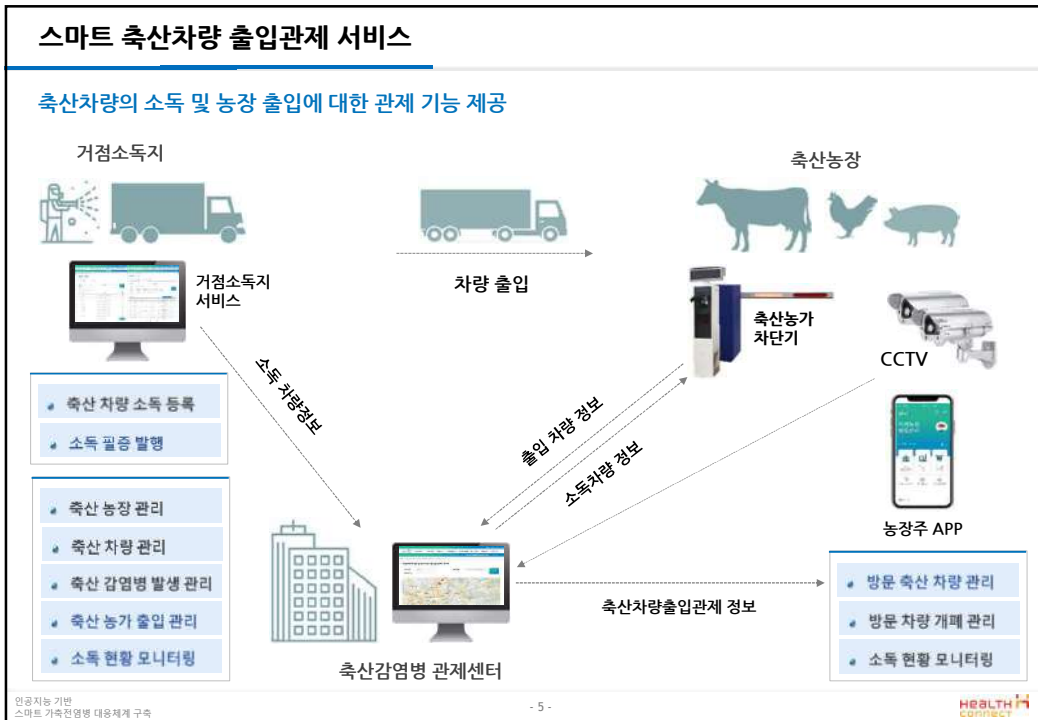 스마트 축산차량 출입관제 서비스
축산차량의 소독 및 농장 출입에 대한 관제 기능 제공
거점소독지
축산농장
거점소독지
서비스
차량 출입
축산농가
차단기
CCTV
소독 차량정보
출입 차량 정보
소독차량 정보
축산 차량 소독 등록
소독 필증 발행
농장주 APP
축산 농장 관리
축산 차량 관리
축산 감염병 발생 관리
축산 농가 출입 관리
소독 현황 모니터링
축산차량출입관제 정보
방문 축산 차량 관리
방문 차량 개폐 관리
소독 현황 모니터링
축산감염병 관제센터
인공지능 기반
스마트 가축전염병 대응체계 구축
- 5 -
HEALTH
CONNECT